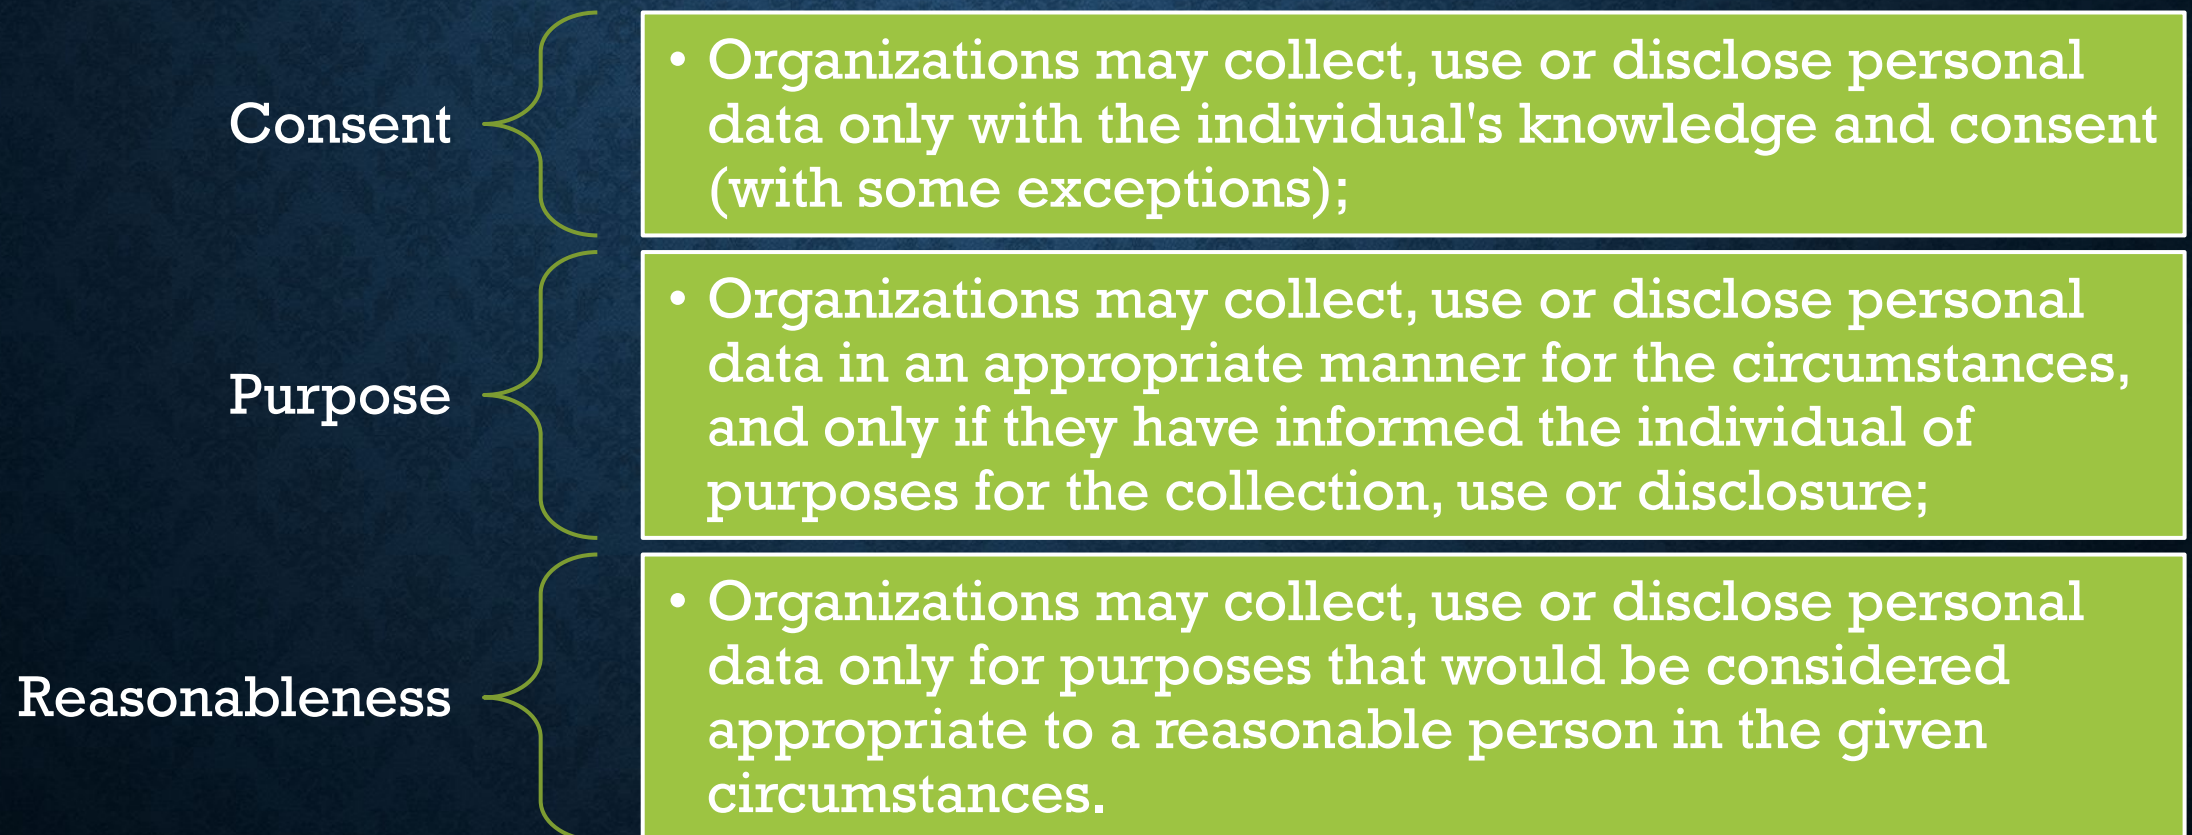 Consent
• Organizations may collect, use or disclose personal
data only with the individual's knowledge and consent
(with some exceptions);
Purpose
• Organizations may collect, use or disclose personal
data in an appropriate manner for the circumstances,
and only if they have informed the individual of
purposes for the collection, use or disclosure;
Reasonableness
• Organizations may collect, use or disclose personal
data only for purposes that would be considered
appropriate to a reasonable person in the given
circumstances.